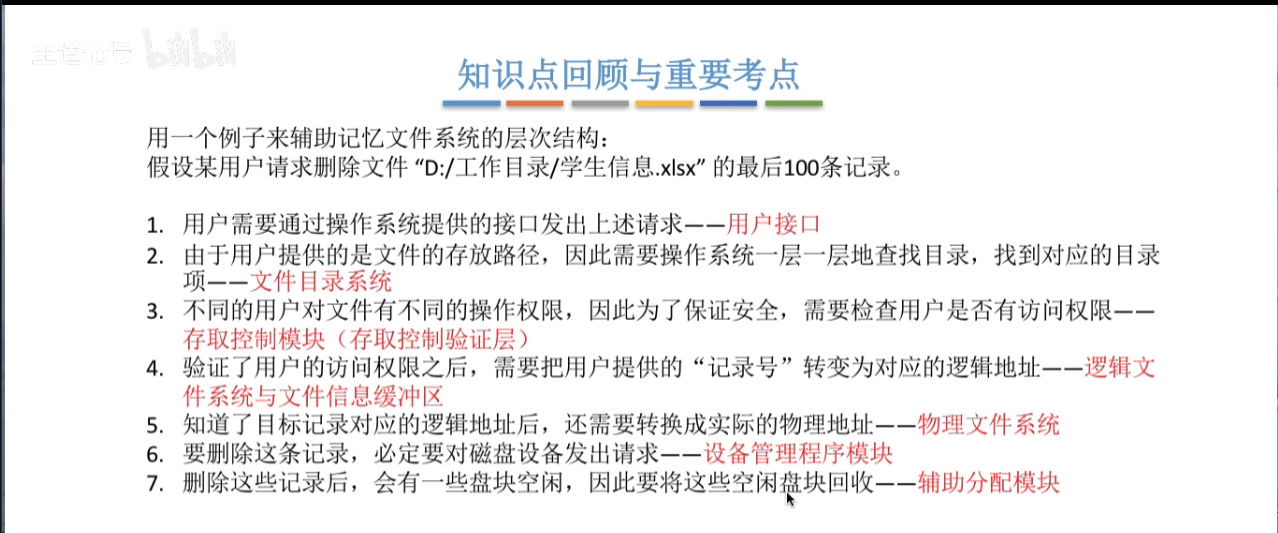 王道论坛 bilibili
知识点回顾与重要考点
用一个例子来辅助记忆文件系统的层次结构：
假设某用户请求删除文件 “D:/工作目录/学生信息.xlsx” 的最后100条记录。
1. 用户需要通过操作系统提供的接口发出上述请求——用户接口
2. 由于用户提供的是文件的存放路径，因此需要操作系统一层一层地查找目录，找到对应的目录
项——文件目录系统
3. 不同的用户对文件有不同的操作权限，因此为了保证安全，需要检查用户是否有访问权限——
存取控制模块（存取控制验证层）
4. 验证了用户的访问权限之后，需要把用户提供的“记录号”转变为对应的逻辑地址——逻辑文
件系统与文件信息缓冲区
5. 知道了目标记录对应的逻辑地址后，还需要转换成实际的物理地址——物理文件系统
6. 要删除这条记录，必定要对磁盘设备发出请求——设备管理程序模块
7. 删除这些记录后，会有一些盘块空闲，因此要将这些空闲盘块回收——辅助分配模块